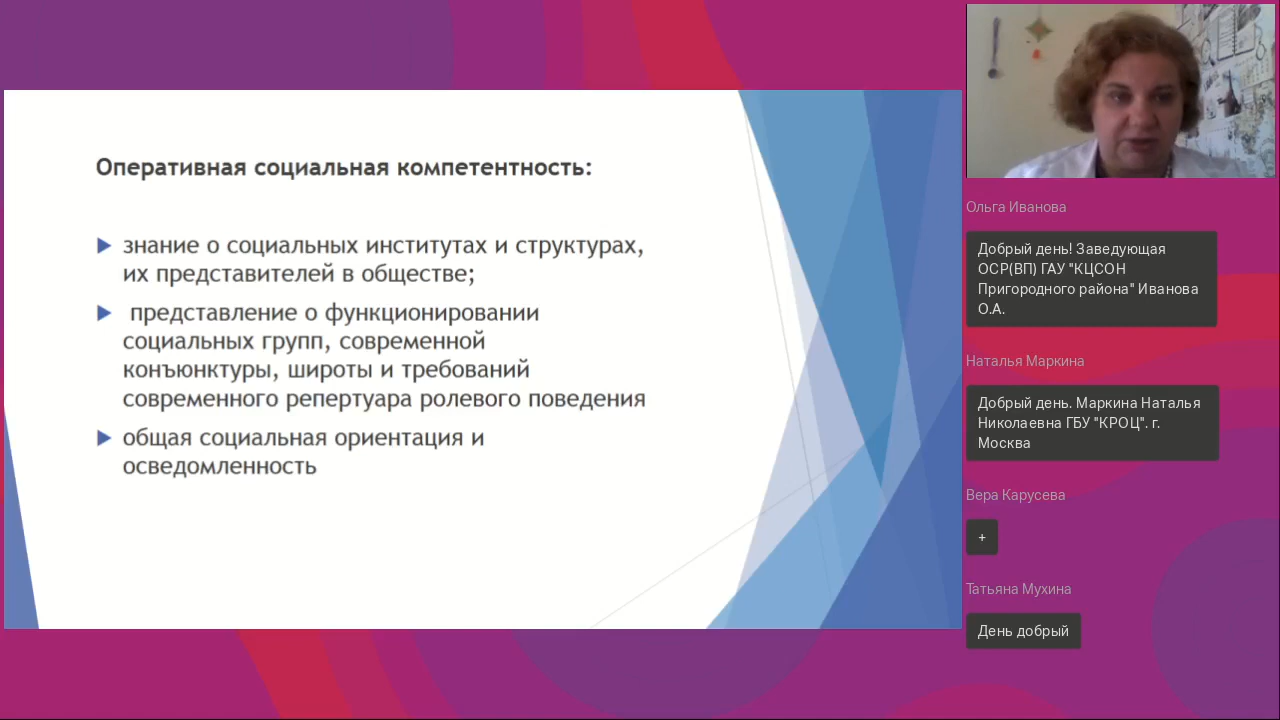 Оперативная социальная компетентность:
знание о социальных институтах и структурах,
их представителей в обществе;
представление о функционировании
социальных групп, современной
конъюнктуры, широты и требований
современного репертуара ролевого поведения
общая социальная ориентация и
осведомленность
Ольга Иванова
Добрый день! Заведующая
ОСР(ВП) ГАУ "КЦСОН
Пригородного района" Иванова
О.А.
Наталья Маркина
Добрый день. Маркина Наталья
Николаевна ГБУ "КРОЦ". г.
Москва
Вера Карусева
+
Татьяна Мухина
День добрый